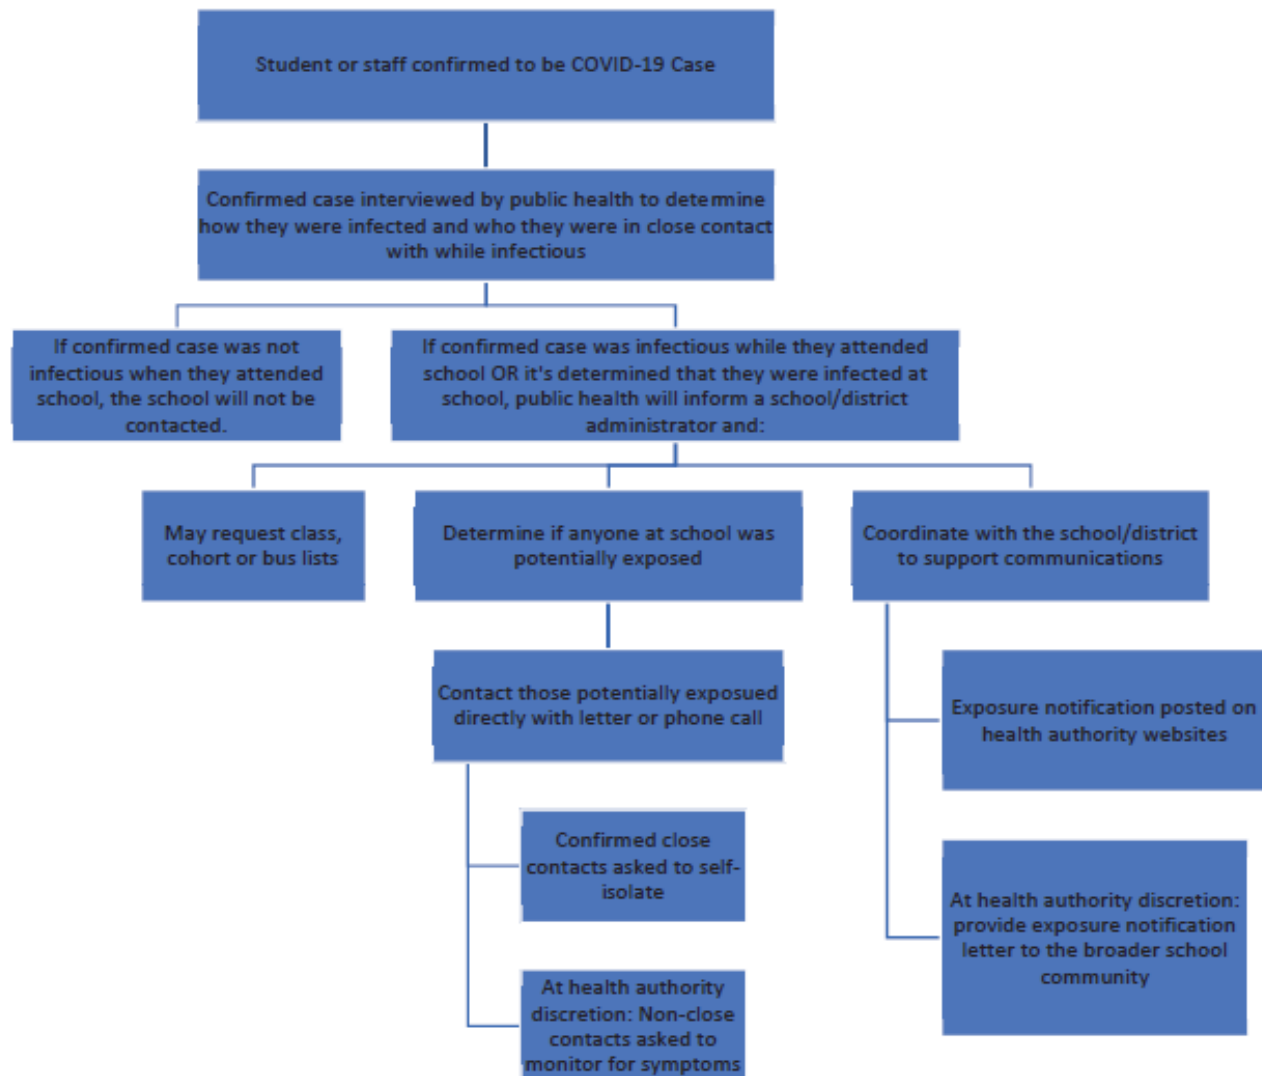 Student or staff confirmed to be COVID-19 Case
Confirmed case interviewed by public health to determine
how they were infected and who they were in close contact
with while infectious
If confirmed case was not
infectious when they attended
school, the school will not be
contacted.
If confirmed case was infectious while they attended
school OR it's determined that they were infected at
school, public health will inform a school/district
administrator and:
May request class,
cohort or bus lists
Determine if anyone at school was
potentially exposed
Coordinate with the school/district
to support communications
Contact those potentially exposued
directly with letter or phone call
Exposure notification posted on
health authority websites
Confirmed close
contacts asked to self-
isolate
At health authority discretion:
provide exposure notification
letter to the broader school
community
At health authority
discretion: Non-close
contacts asked to
monitor for symptoms